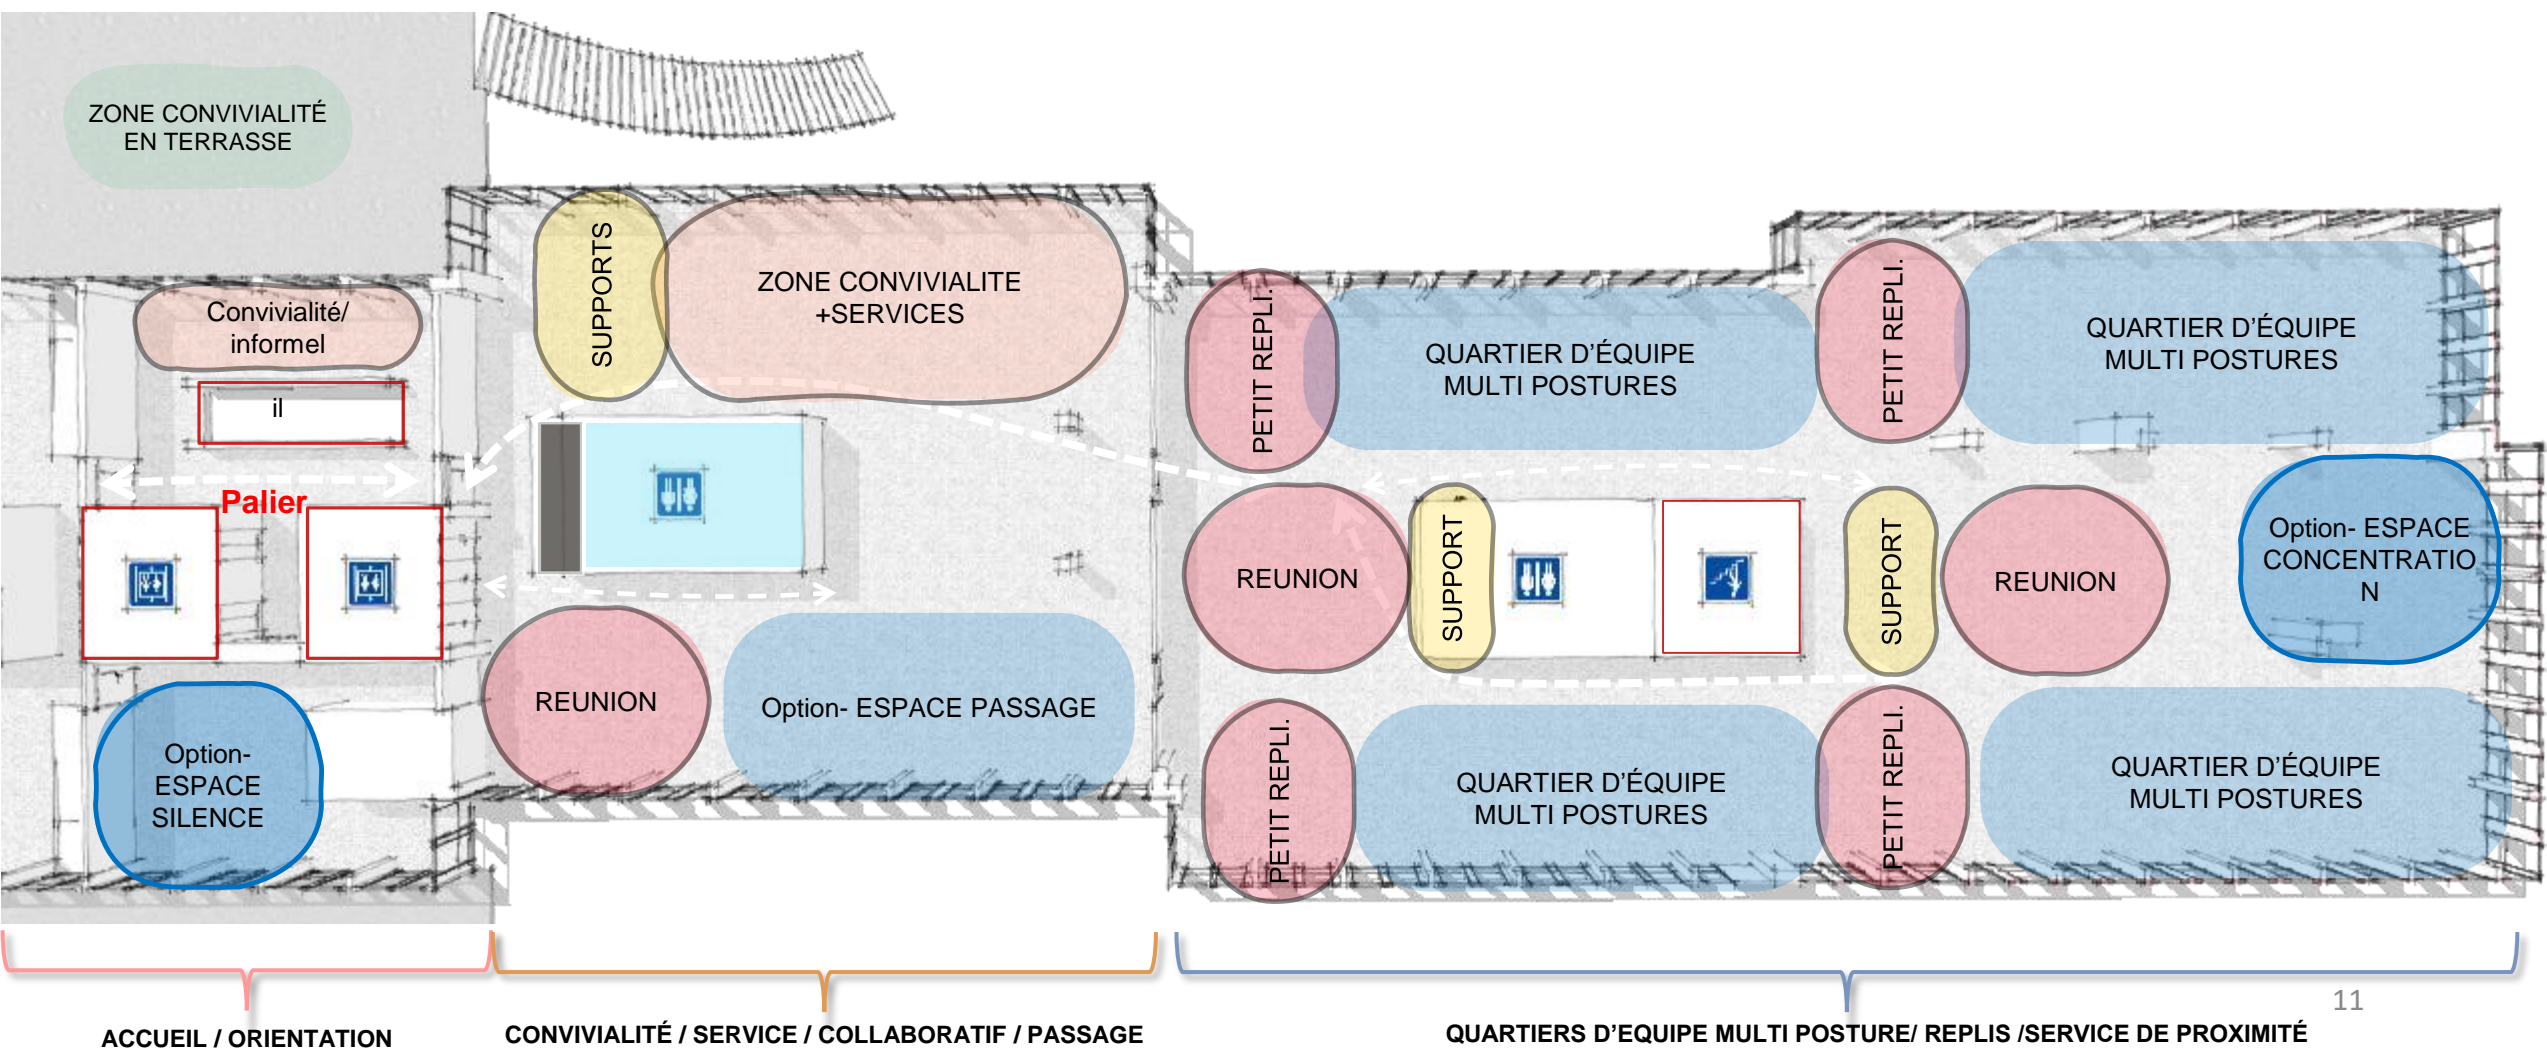 ZONE CONVIVIALITÉ
EN TERRASSE
Convivialité/
informel
il
Palier
Option-
ESPACE
SILENCE
SUPPORTS
ZONE CONVIVIALITE
+SERVICES
REUNION
Option- ESPACE PASSAGE
PETIT REPLI.
QUARTIER D'ÉQUIPE
MULTI POSTURES
PETIT REPLI.
QUARTIER D'ÉQUIPE
MULTI POSTURES
REUNION
SUPPORT
SUPPORT
REUNION
Option- ESPACE
CONCENTRATIO
N
PETIT REPLI.
QUARTIER D'ÉQUIPE
MULTI POSTURES
PETIT REPLI.
QUARTIER D'ÉQUIPE
MULTI POSTURES
11
ACCUEIL / ORIENTATION
CONVIVIALITÉ / SERVICE / COLLABORATIF / PASSAGE
QUARTIERS D'EQUIPE MULTI POSTURE/ REPLIS /SERVICE DE PROXIMITÉ